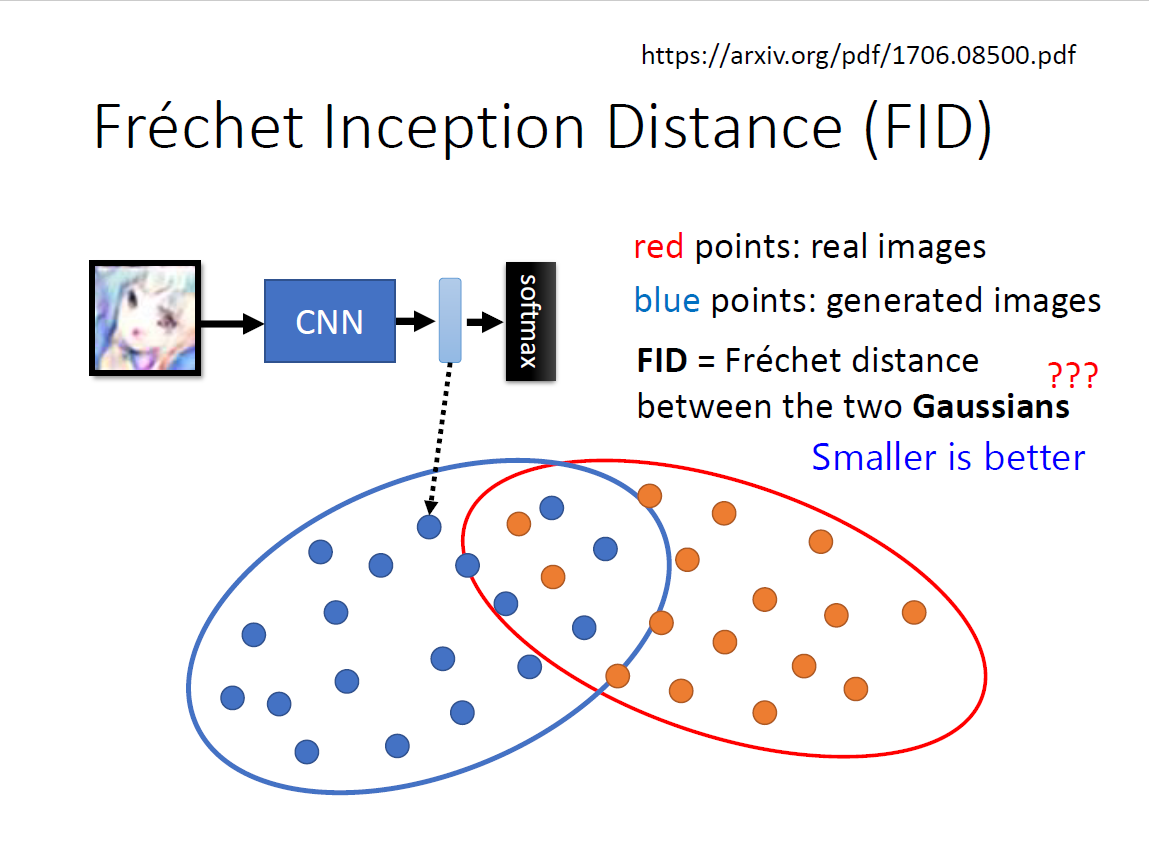 https://arxiv.org/pdf/1706.08500.pdf
Fréchet Inception Distance (FID)
CNN
softmax
red points: real images
blue points: generated images
FID = Fréchet distance
???
between the two Gaussians
Smaller is better